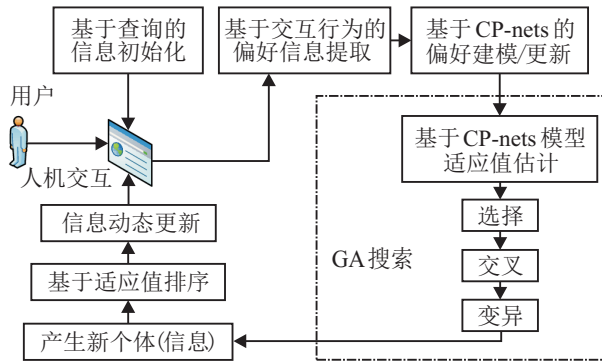 基于查询的
信息初始化
基于交互行为的
偏好信息提取
基于CP-nets的
偏好建模/更新
用户
人机交互
基于CP-nets模型
适应值估计
选择
交叉
变异
GA搜索
信息动态更新
基于适应值排序
产生新个体(信息)